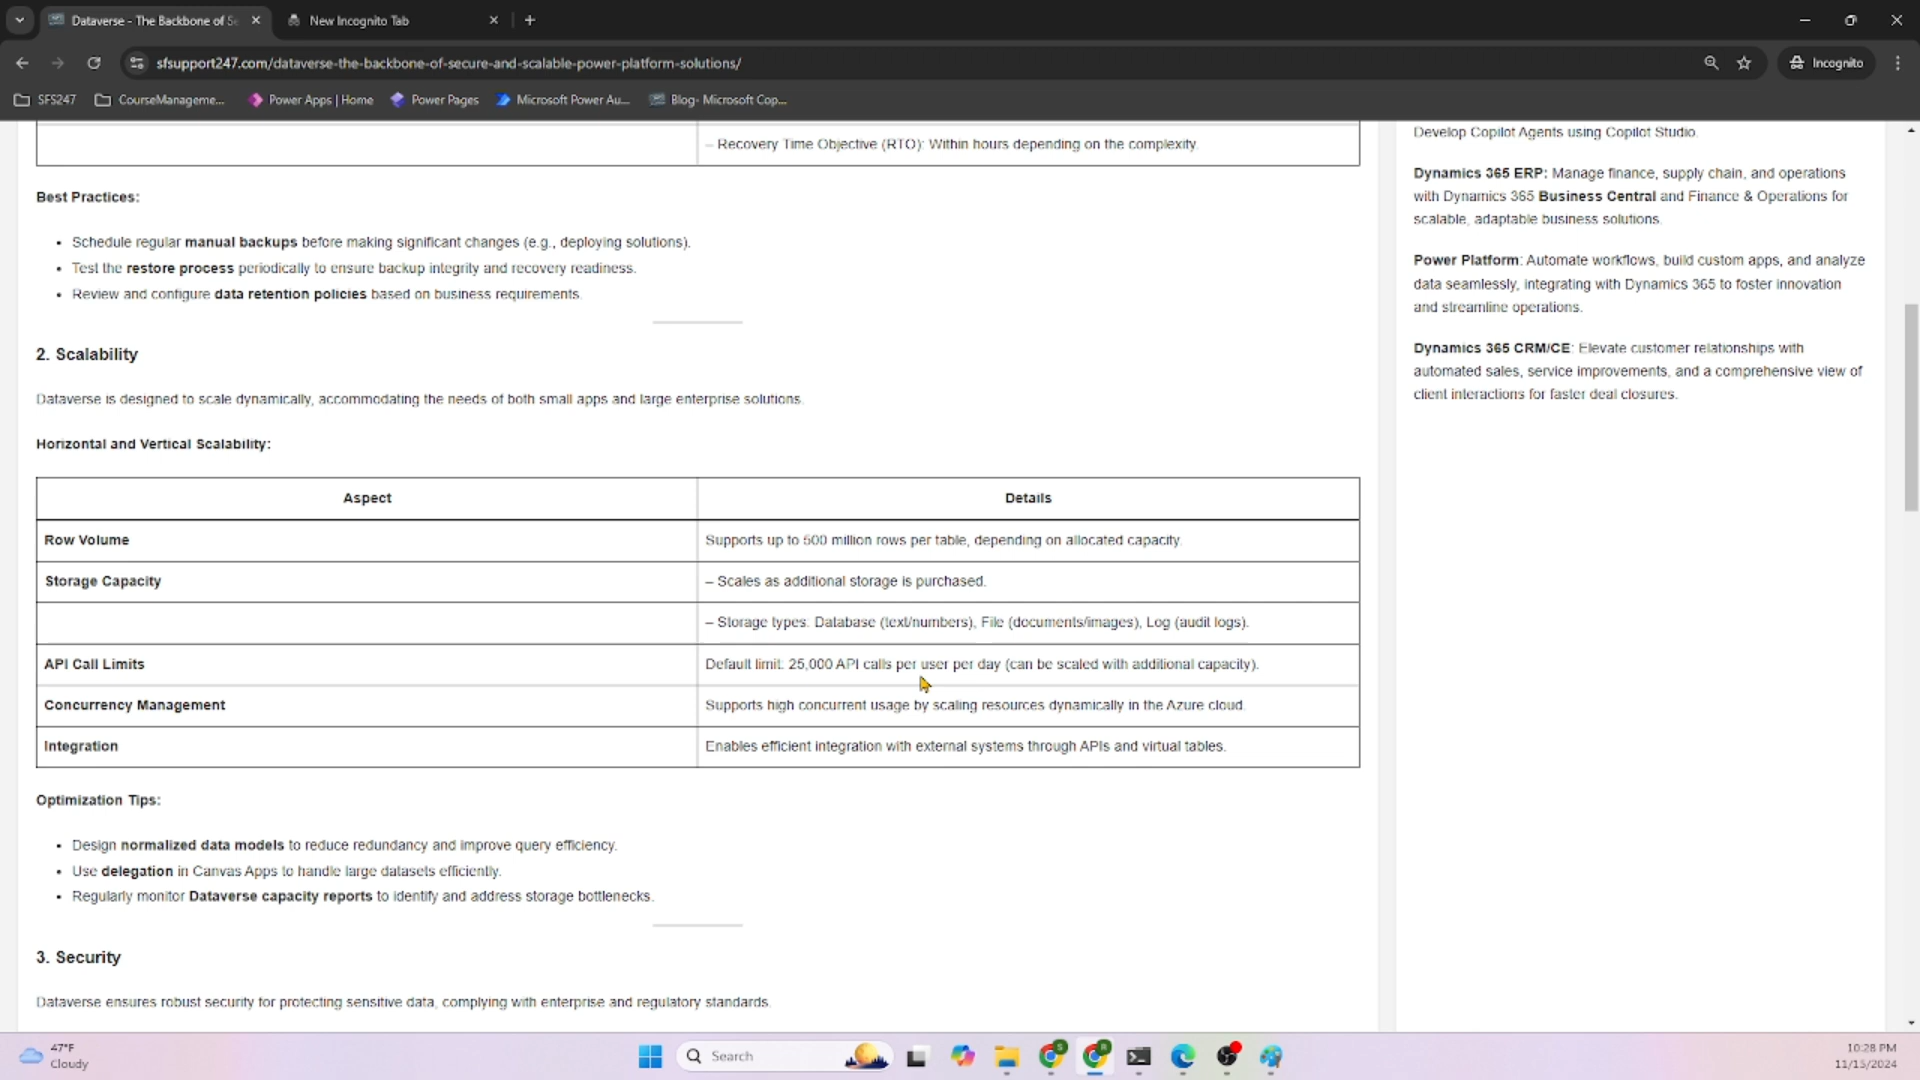 Dataverse - The Backbone of Se
New Incognito Tab
sfsupport247.com/dataverse-the-backbone-of-secure-and-scalable-power-platform-solutions/
Incognito
SFS247
CourseManageme...
Power Apps | Home
Power Pages
Microsoft Power Au...
Blog- Microsoft Cop...
– Recovery Time Objective (RTO): Within hours depending on the complexity.
Best Practices:
• Schedule regular manual backups before making significant changes (e.g., deploying solutions).
• Test the restore process periodically to ensure backup integrity and recovery readiness.
• Review and configure data retention policies based on business requirements.
2. Scalability
Dataverse is designed to scale dynamically, accommodating the needs of both small apps and large enterprise solutions.
Horizontal and Vertical Scalability:
Aspect Details
Row Volume Supports up to 500 million rows per table, depending on allocated capacity.
Storage Capacity – Scales as additional storage is purchased.
– Storage types: Database (text/numbers), File (documents/images), Log (audit logs).
API Call Limits Default limit: 25,000 API calls per user per day (can be scaled with additional capacity).
Concurrency Management Supports high concurrent usage by scaling resources dynamically in the Azure cloud.
Integration Enables efficient integration with external systems through APIs and virtual tables.
Optimization Tips:
• Design normalized data models to reduce redundancy and improve query efficiency.
• Use delegation in Canvas Apps to handle large datasets efficiently.
• Regularly monitor Dataverse capacity reports to identify and address storage bottlenecks.
3. Security
Dataverse ensures robust security for protecting sensitive data, complying with enterprise and regulatory standards.
Develop Copilot Agents using Copilot Studio.
Dynamics 365 ERP: Manage finance, supply chain, and operations
with Dynamics 365 Business Central and Finance & Operations for
scalable, adaptable business solutions.
Power Platform: Automate workflows, build custom apps, and analyze
data seamlessly, integrating with Dynamics 365 to foster innovation
and streamline operations.
Dynamics 365 CRM/CE: Elevate customer relationships with
automated sales, service improvements, and a comprehensive view of
client interactions for faster deal closures.
47°F
Cloudy
Search
S
R
10:28 PM
11/15/2024